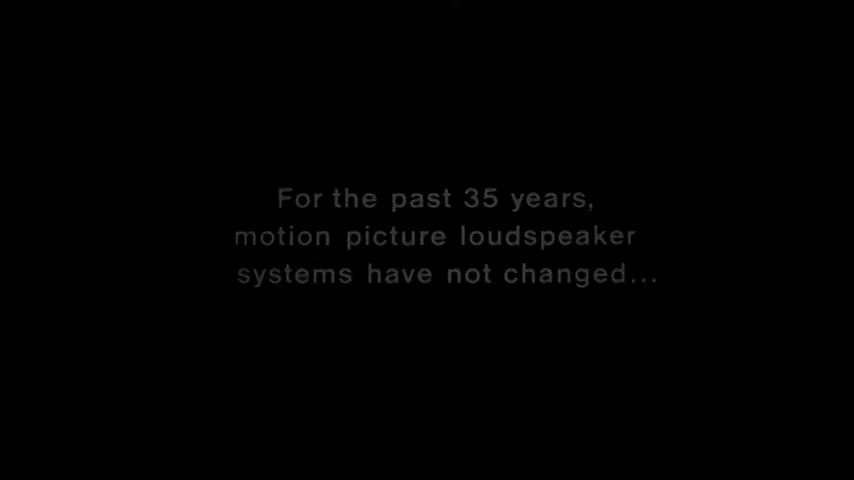 For the past 35 years,
motion picture loudspeaker
systems have not changed...